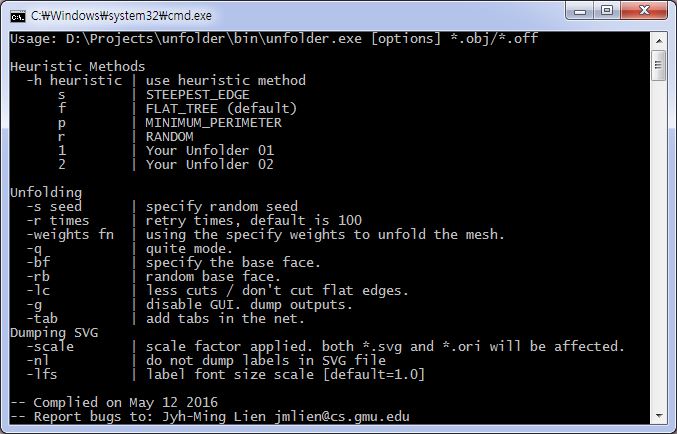 C:₩Windows₩system32₩cmd.exe
Usage: D:\Projects\unfolder\bin\unfolder.exe [options] *.obj/*.off
Heuristic Methods
-h heuristic | use heuristic method
s | STEEPEST_EDGE
f | FLAT_TREE (default)
p | MINIMUM_PERIMETER
r | RANDOM
1 | Your Unfolder 01
2 | Your Unfolder 02
Unfolding
-s seed | specify random seed
-r times | retry times, default is 100
-weights fn | using the specify weights to unfold the mesh.
-q | quite mode.
-bf | specify the base face.
-rb | random base face.
-lc | less cuts / don't cut flat edges.
-g | disable GUI. dump outputs.
-tab | add tabs in the net.
Dumping SVG
-scale | scale factor applied. both *.svg and *.ori will be affected.
-nl | do not dump labels in SVG file
-lfs | label font size scale [default=1.0]
-- Complied on May 12 2016
-- Report bugs to: Jyh-Ming Lien jmlien@cs.gmu.edu